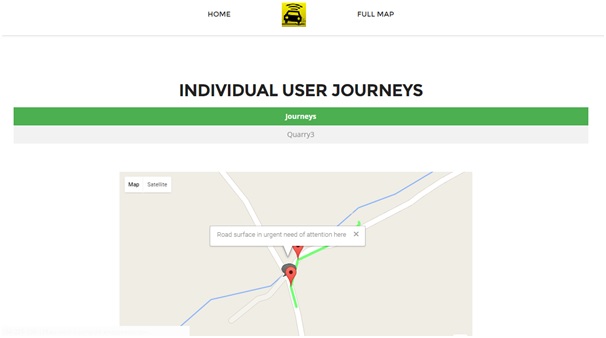 HOME
FULL MAP
INDIVIDUAL USER JOURNEYS
Journeys
Quarry3
Map Satellite
Road surface in urgent need of attention here ×